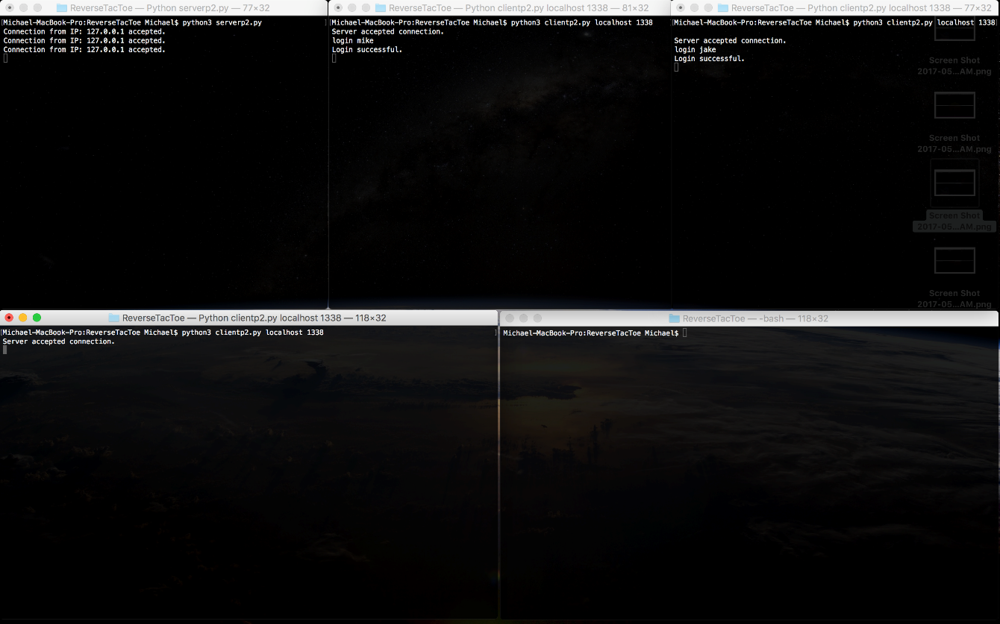 ReverseTacToe — Python serverp2.py — 77×32
[Michael-MacBook-Pro:ReverseTacToe Michael$ python3 serverp2.py ]
Connection from IP: 127.0.0.1 accepted.
Connection from IP: 127.0.0.1 accepted.
Connection from IP: 127.0.0.1 accepted.
ReverseTacToe — Python clientp2.py localhost 1338 — 81×32
[Michael-MacBook-Pro:ReverseTacToe Michael$ python3 clientp2.py localhost 1338 ]
Server accepted connection.
login mike
Login successful.
ReverseTacToe — Python clientp2.py localhost 1338 — 77×32
[Michael-MacBook-Pro:ReverseTacToe Michael$ python3 clientp2.py localhost 1338]
Server accepted connection.
login jake
Login successful.
Screen Shot
2017-05...AM.png
Screen Shot
2017-05...AM.png
Screen Shot
2017-05...AM.png
Screen Shot
2017-05...AM.png
ReverseTacToe — Python clientp2.py localhost 1338 — 118×32
[Michael-MacBook-Pro:ReverseTacToe Michael$ python3 clientp2.py localhost 1338 ]
Server accepted connection.
ReverseTacToe — -bash — 118×32
Michael-MacBook-Pro:ReverseTacToe Michael$